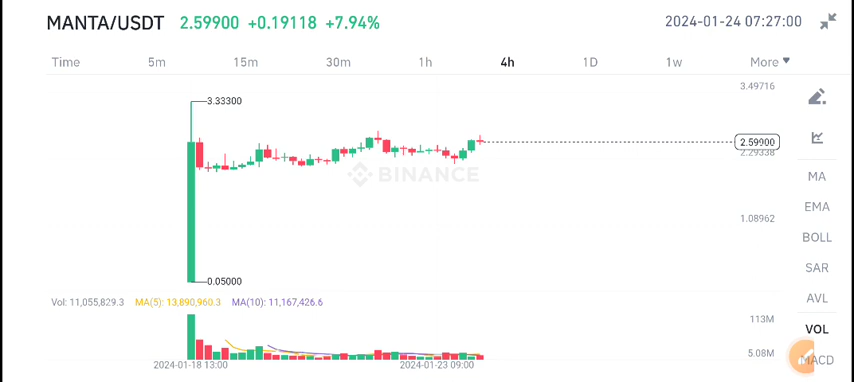 MANTA/USDT 2.59900 +0.19118 +7.94% 2024-01-24 07:27:00
Time 5m 15m 30m 1h 4h 1D 1w More
3.49716
3.33300
2.59900
2.29338
BINANCE
MA
EMA
1.08962
BOLL
SAR
0.05000
AVL
Vol: 11,055,829.3 MA(5): 13,890,960.3 MA(10): 11,167,426.6
113M
VOL
5.08M
MACD
2024-01-18 13:00 2024-01-23 09:00